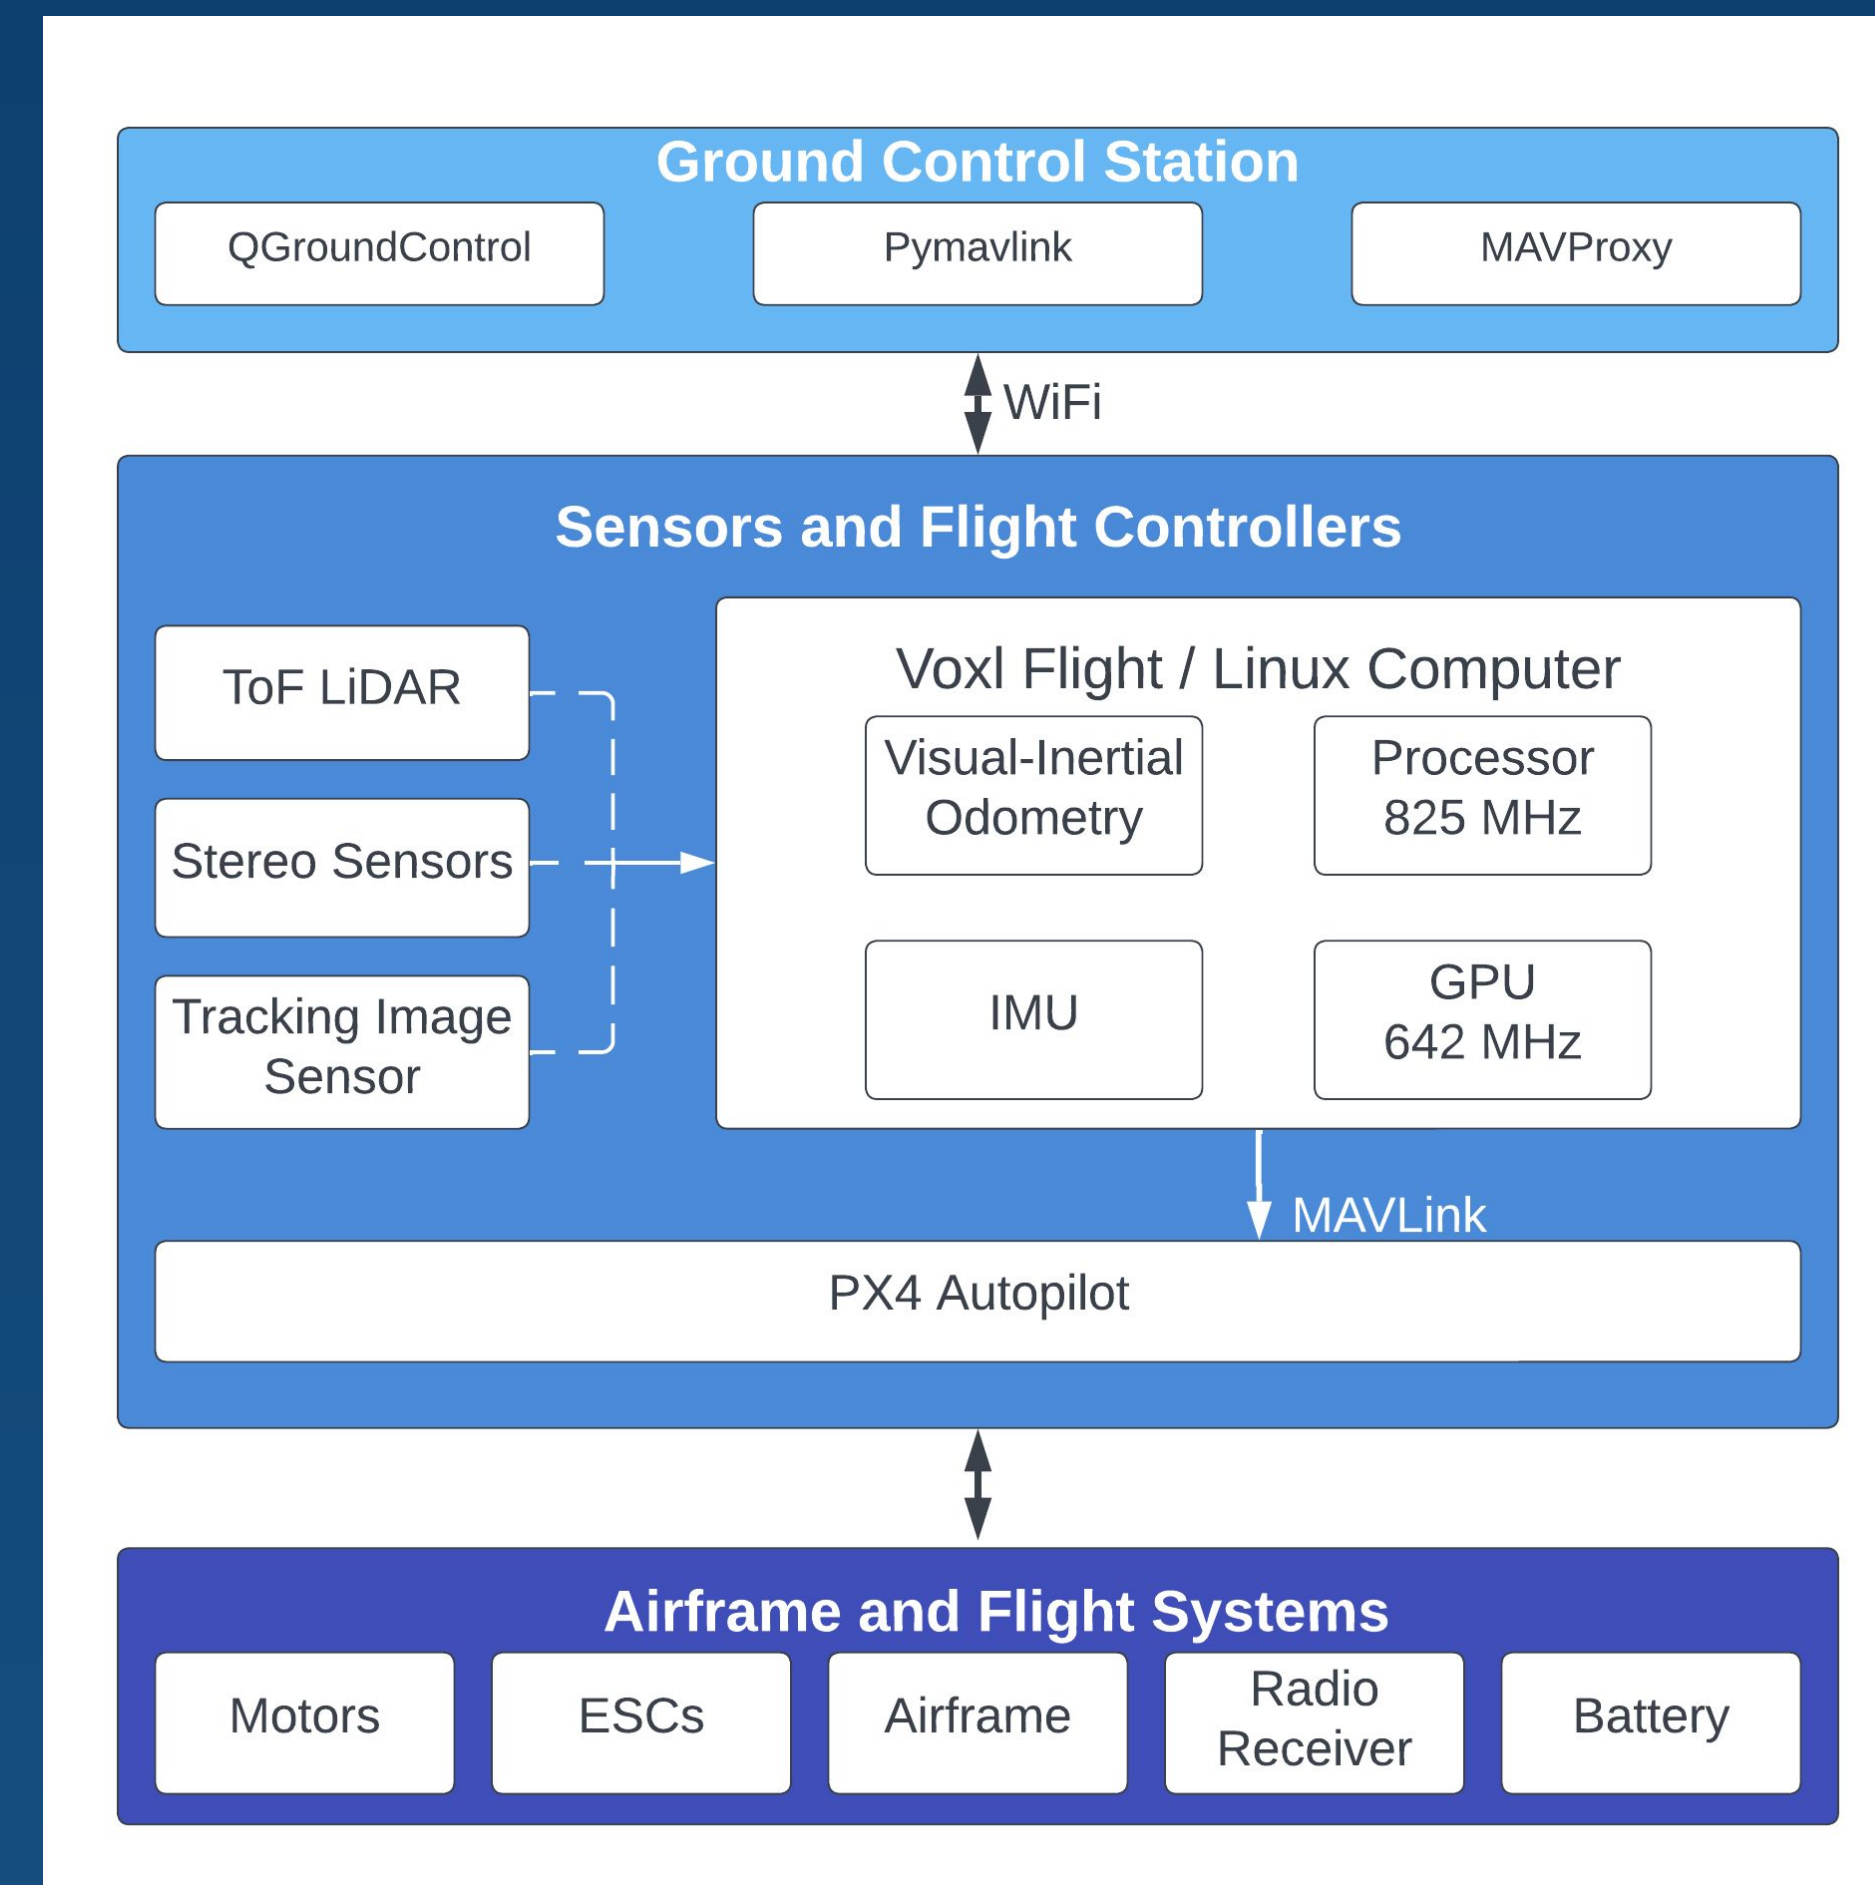 Ground Control Station
QGroundControl
Pymavlink
MAVProxy
WiFi
Sensors and Flight Controllers
ToF LiDAR
Stereo Sensors
Tracking Image
Sensor
Voxl Flight / Linux Computer
Visual-Inertial
Odometry
Processor
825 MHz
IMU
GPU
642 MHz
MAVLink
PX4 Autopilot
Airframe and Flight Systems
Motors
ESCs
Airframe
Radio
Receiver
Battery